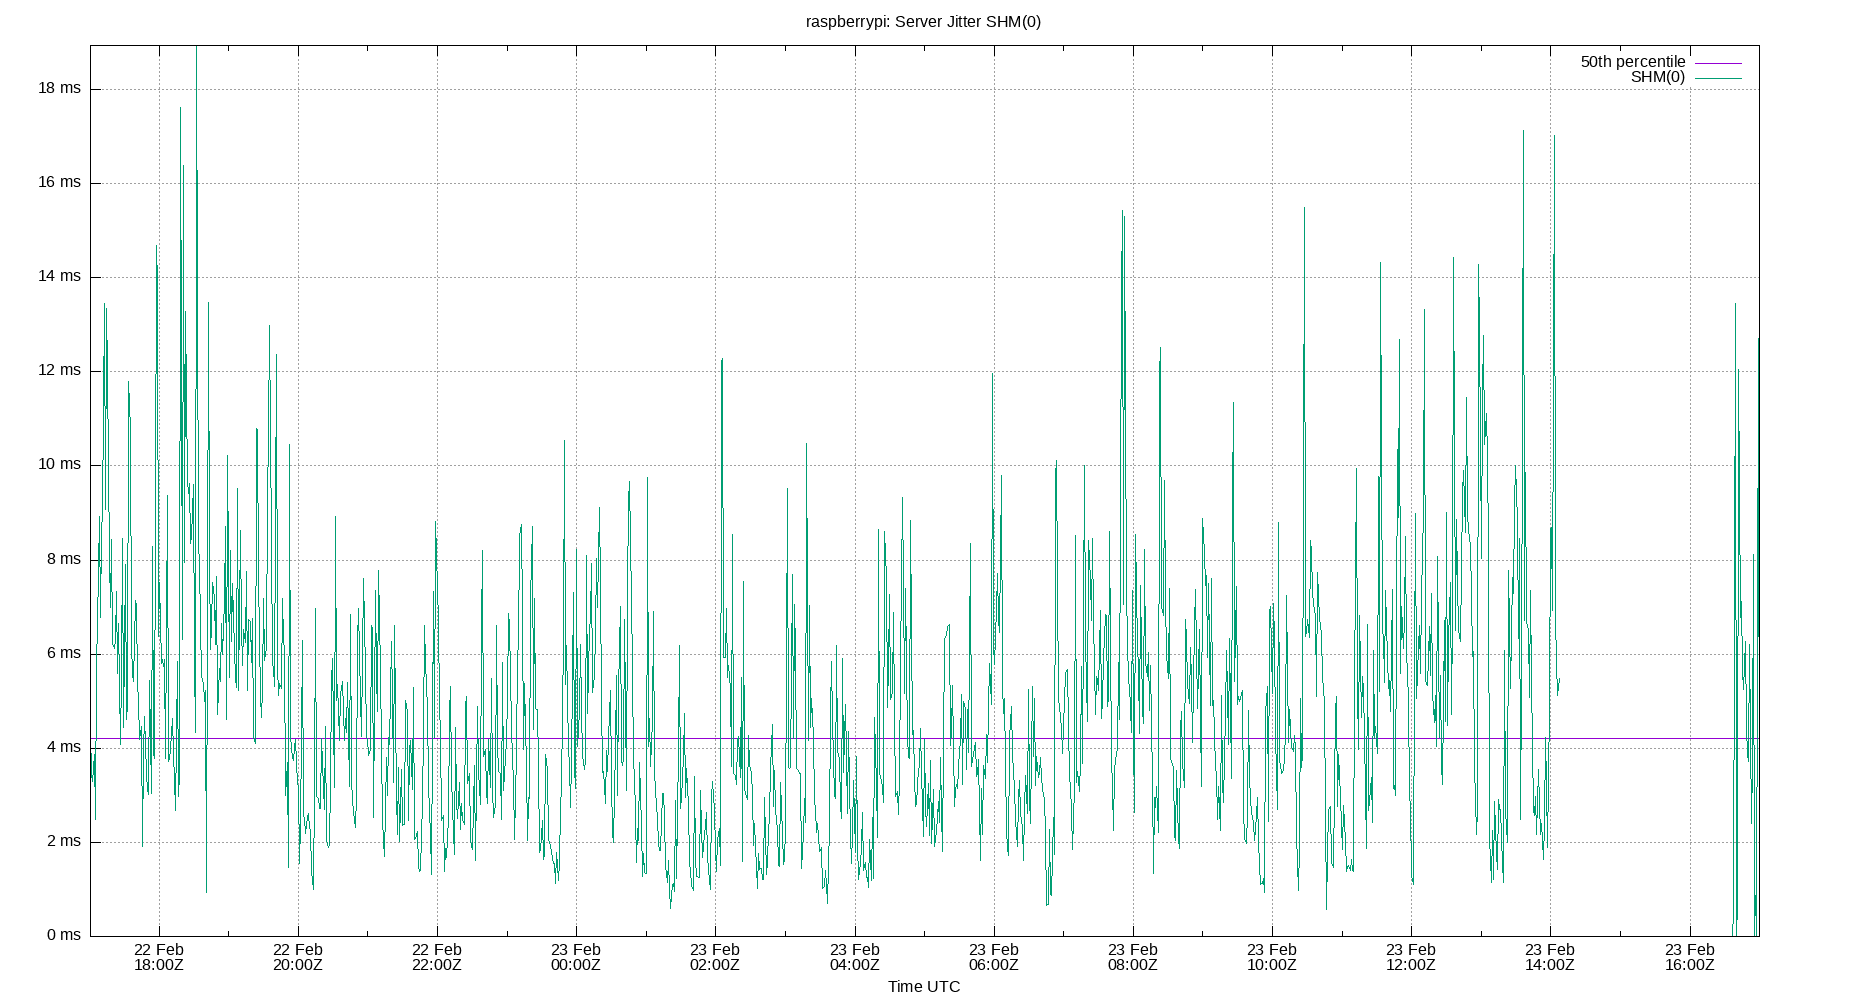 raspberrypi: Server Jitter SHM(0)
50th percentile
SHM(0)
18 ms
16 ms
14 ms
12 ms
10 ms
8 ms
6 ms
4 ms
2 ms
0 ms
22 Feb 22 Feb 22 Feb 23 Feb 23 Feb 23 Feb 23 Feb 23 Feb 23 Feb 23 Feb 23 Feb 23 Feb
18:00Z 20:00Z 22:00Z 00:00Z 02:00Z 04:00Z 06:00Z 08:00Z 10:00Z 12:00Z 14:00Z 16:00Z
Time UTC